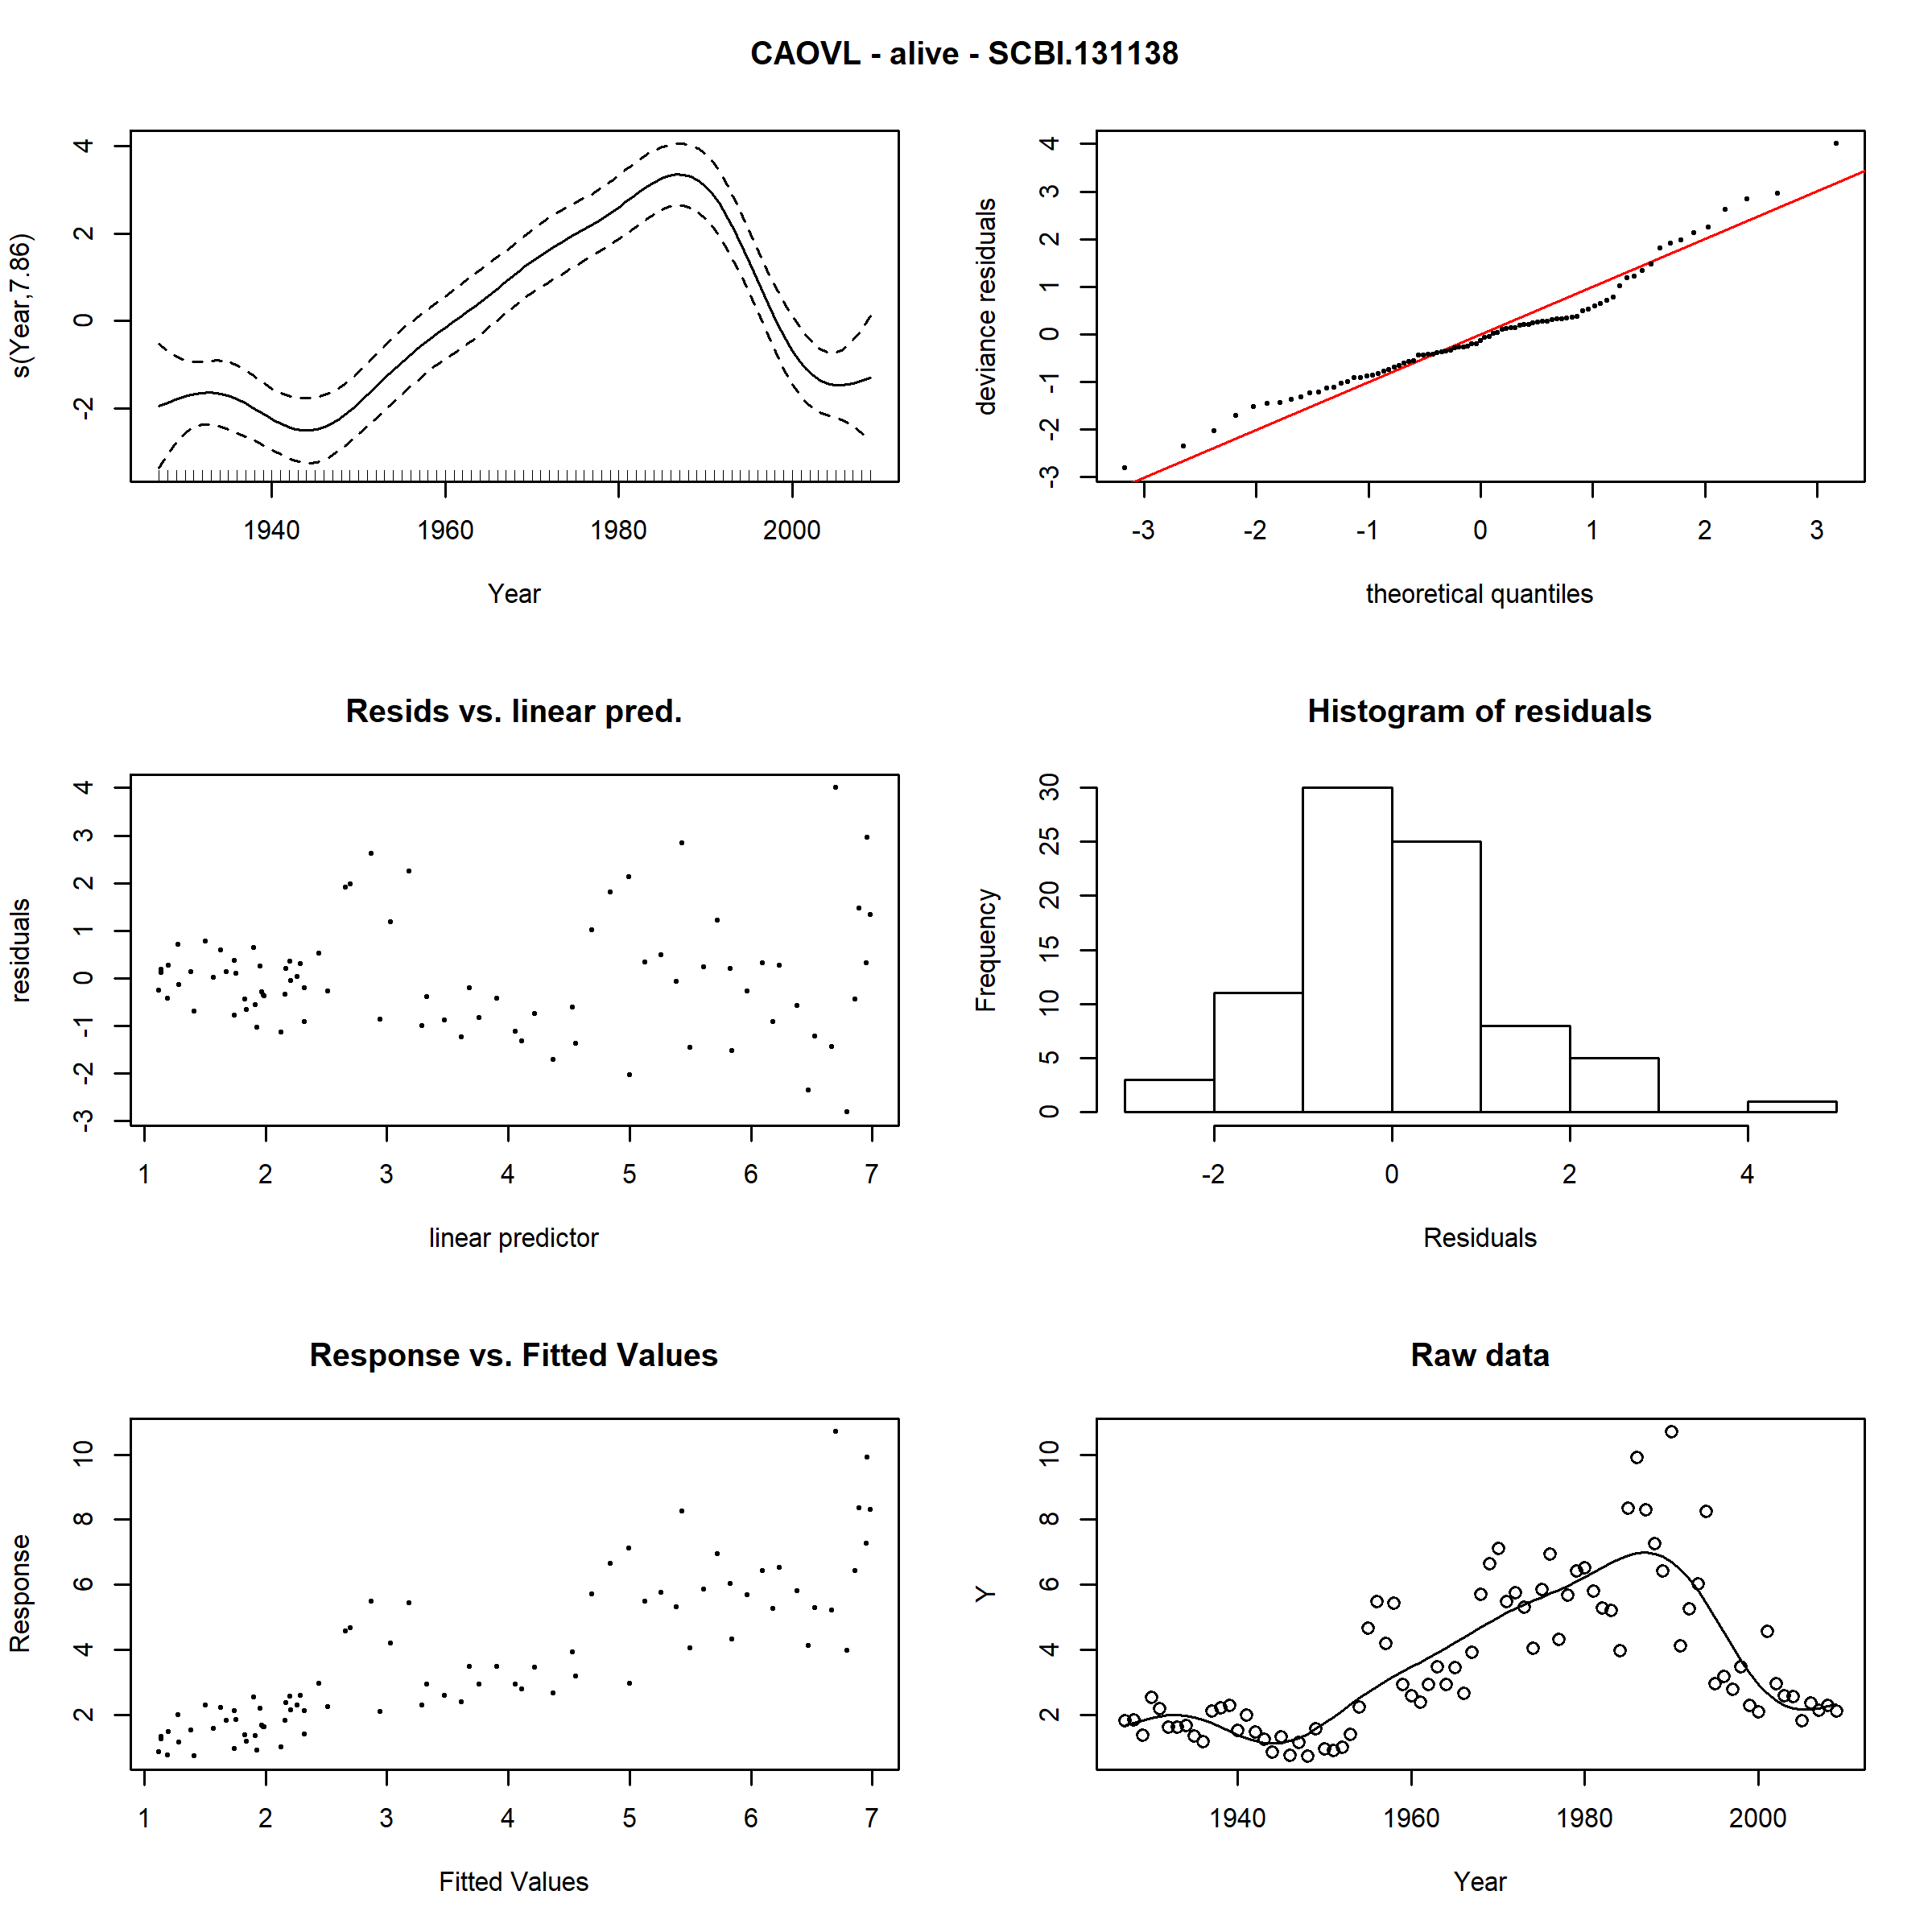 CAOVL - alive - SCBI.131138
s(Year,7.86)
4
2
0
-2
1940 1960 1980 2000
Year
deviance residuals
4
3
2
1
0
-1
-2
-3
-3 -2 -1 0 1 2 3
theoretical quantiles
Resids vs. linear pred.
residuals
4
3
2
1
0
-1
-2
-3
1 2 3 4 5 6 7
linear predictor
Histogram of residuals
Frequency
30
25
20
15
10
5
0
-2 0 2 4
Residuals
Response vs. Fitted Values
Response
10
8
6
4
2
1 2 3 4 5 6 7
Fitted Values
Raw data
Y
10
8
6
4
2
1940 1960 1980 2000
Year